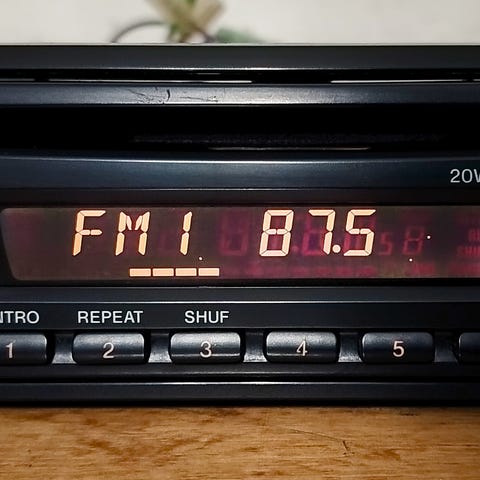 20W
FM1 87.5
NTRO REPEAT SHUF
1 2 3 4 5